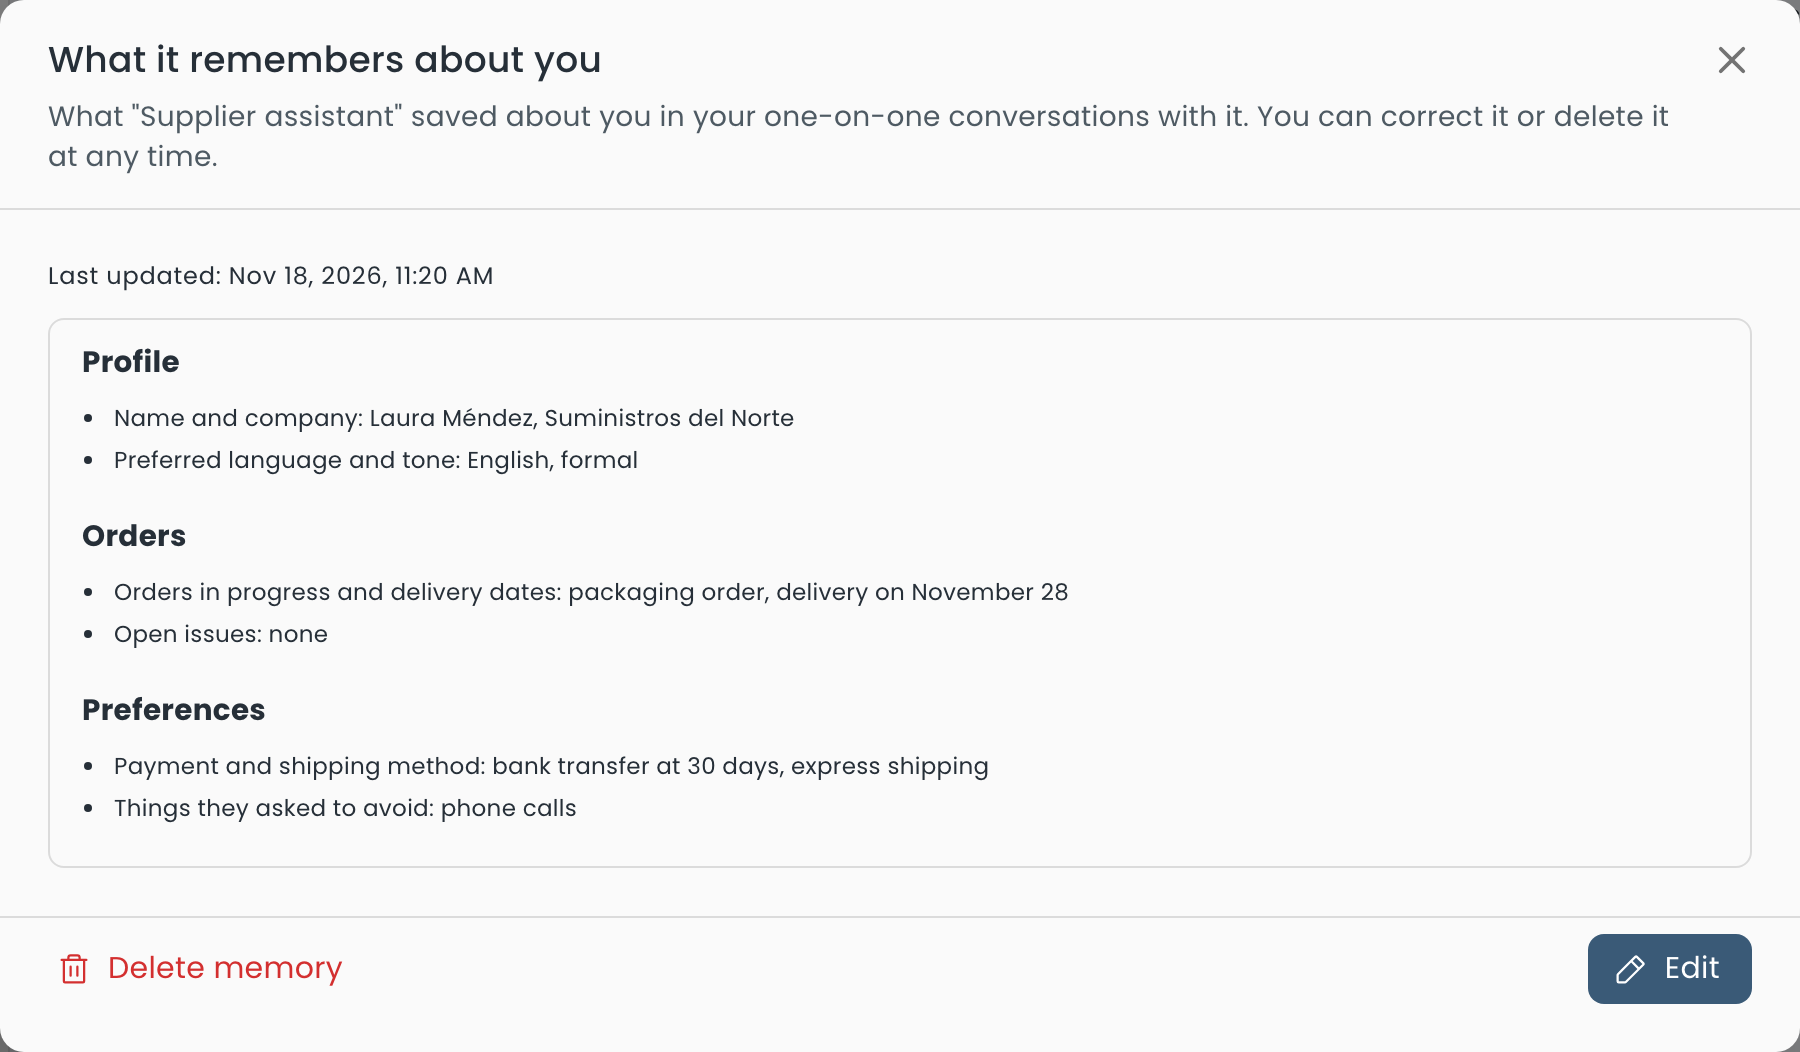 What it remembers about you
What "Supplier assistant" saved about you in your one-on-one conversations with it. You can correct it or delete it
at any time.
Last updated: Nov 18, 2026, 11:20 AM
Profile
• Name and company: Laura Méndez, Suministros del Norte
• Preferred language and tone: English, formal
Orders
• Orders in progress and delivery dates: packaging order, delivery on November 28
• Open issues: none
Preferences
• Payment and shipping method: bank transfer at 30 days, express shipping
• Things they asked to avoid: phone calls
Delete memory
Edit